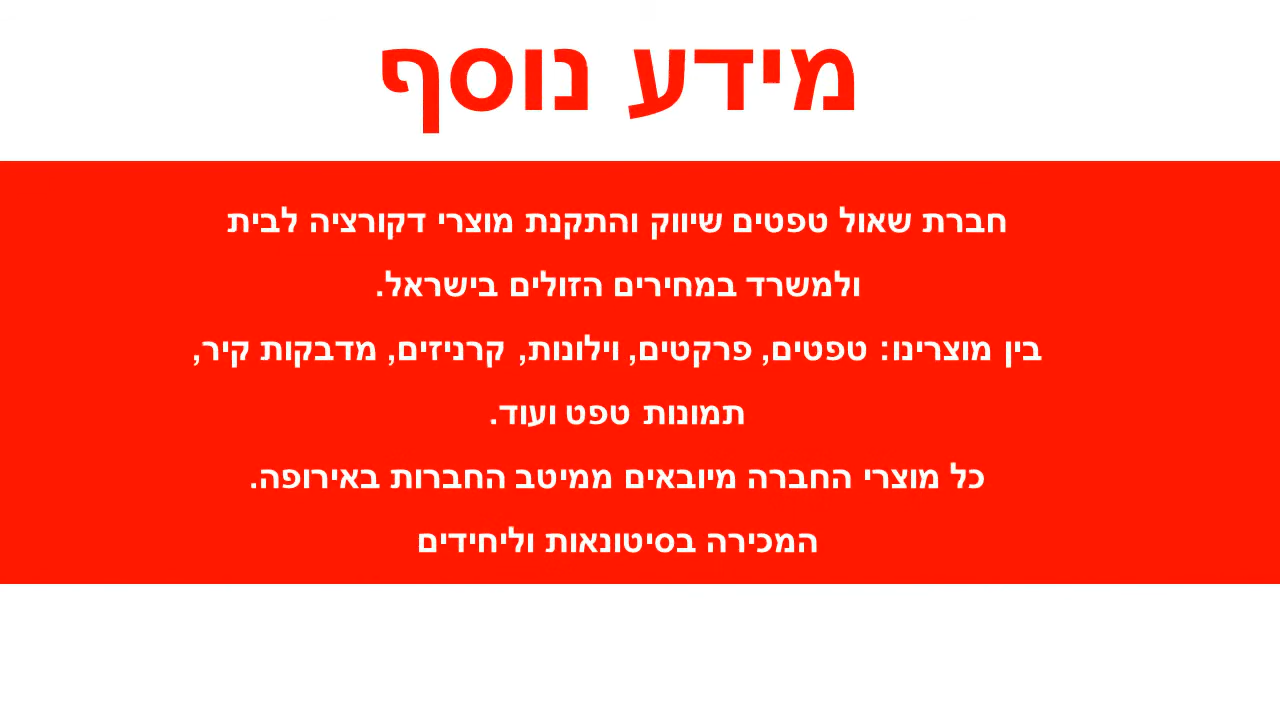 מידע נוסף
חברת שאול טפטים שיווק והתקנת מוצרי דקורציה לבית
ולמשרד במחירים הזולים בישראל.
בין מוצרינו: טפטים, פרקטים, וילונות, קרניזים, מדבקות קיר,
תמונות טפט ועוד.
כל מוצרי החברה מיובאים ממיטב החברות באירופה.
המכירה בסיטונאות וליחידים